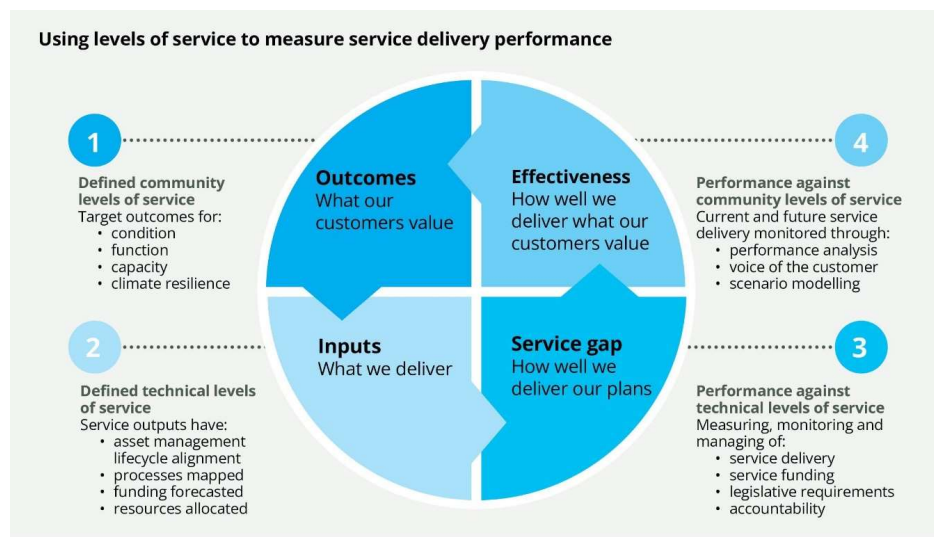 Using levels of service to measure service delivery performance
1
Defined community
levels of service
Target outcomes for:
• condition
• function
• capacity
• climate resilience
Outcomes
What our
customers value
Effectiveness
How well we
deliver what our
customers value
4
Performance against
community levels of service
Current and future service
delivery monitored through:
• performance analysis
• voice of the customer
• scenario modelling
2
Defined technical levels
of service
Service outputs have:
• asset management
lifecycle alignment
• processes mapped
• funding forecasted
• resources allocated
Inputs
What we deliver
Service gap
How well we
deliver our plans
3
Performance against
technical levels of service
Measuring, monitoring and
managing of:
• service delivery
• service funding
• legislative requirements
• accountability